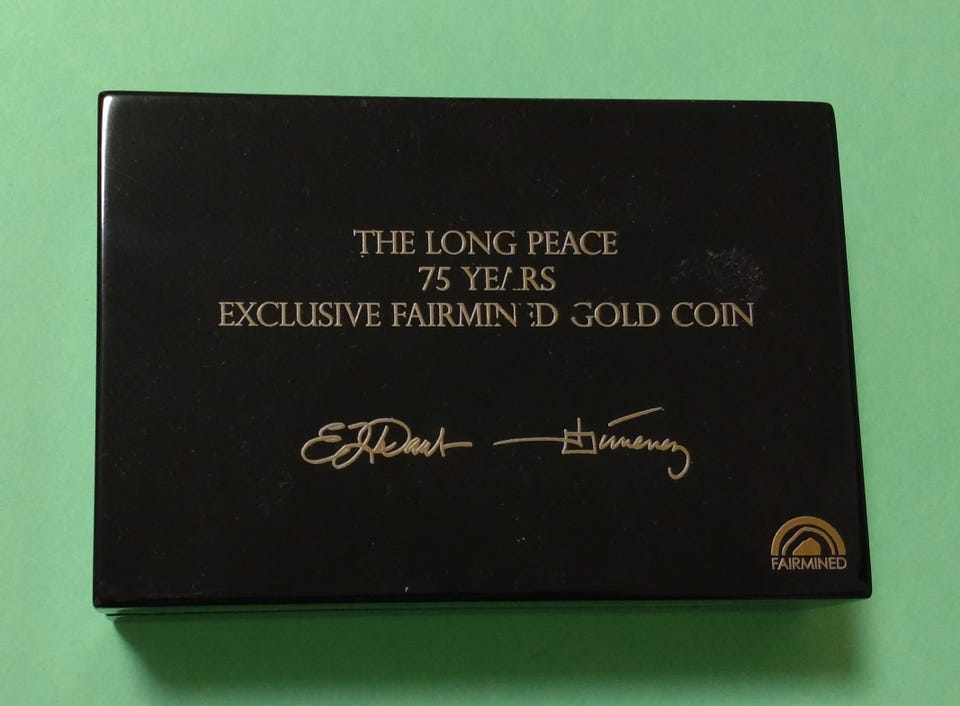 THE LONG PEACE
75 YEARS
EXCLUSIVE FAIRMINED GOLD COIN
FAIRMINED